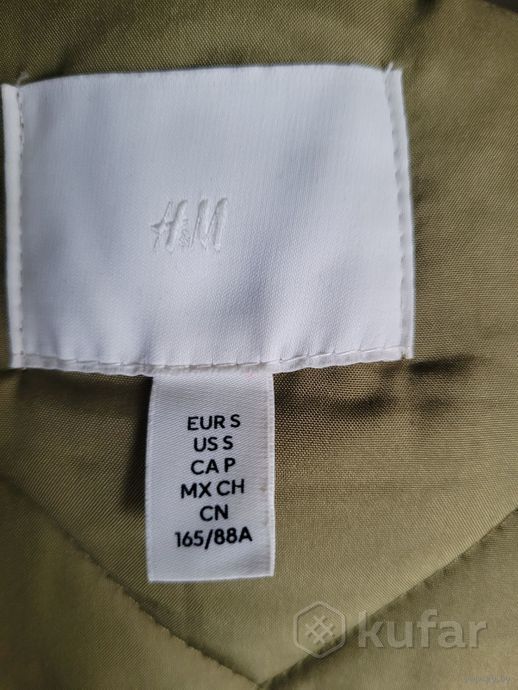 H&M
EUR S
US S
CA P
MX CH
CN
165/88A
kufar